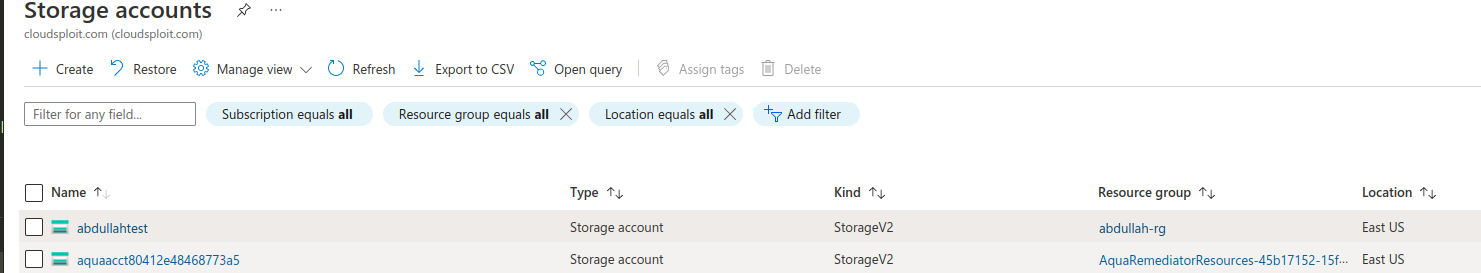 Storage accounts
cloudsploit.com (cloudsploit.com)
Create Restore Manage view Refresh Export to CSV Open query Assign tags Delete
Filter for any field... Subscription equals all Resource group equals all Location equals all Add filter
Name Type Kind Resource group Location
abdullahtest Storage account StorageV2 abdullah-rg East US
aquaacct80412e48468773a5 Storage account StorageV2 AquaRemediatorResources-45b17152-15f... East US